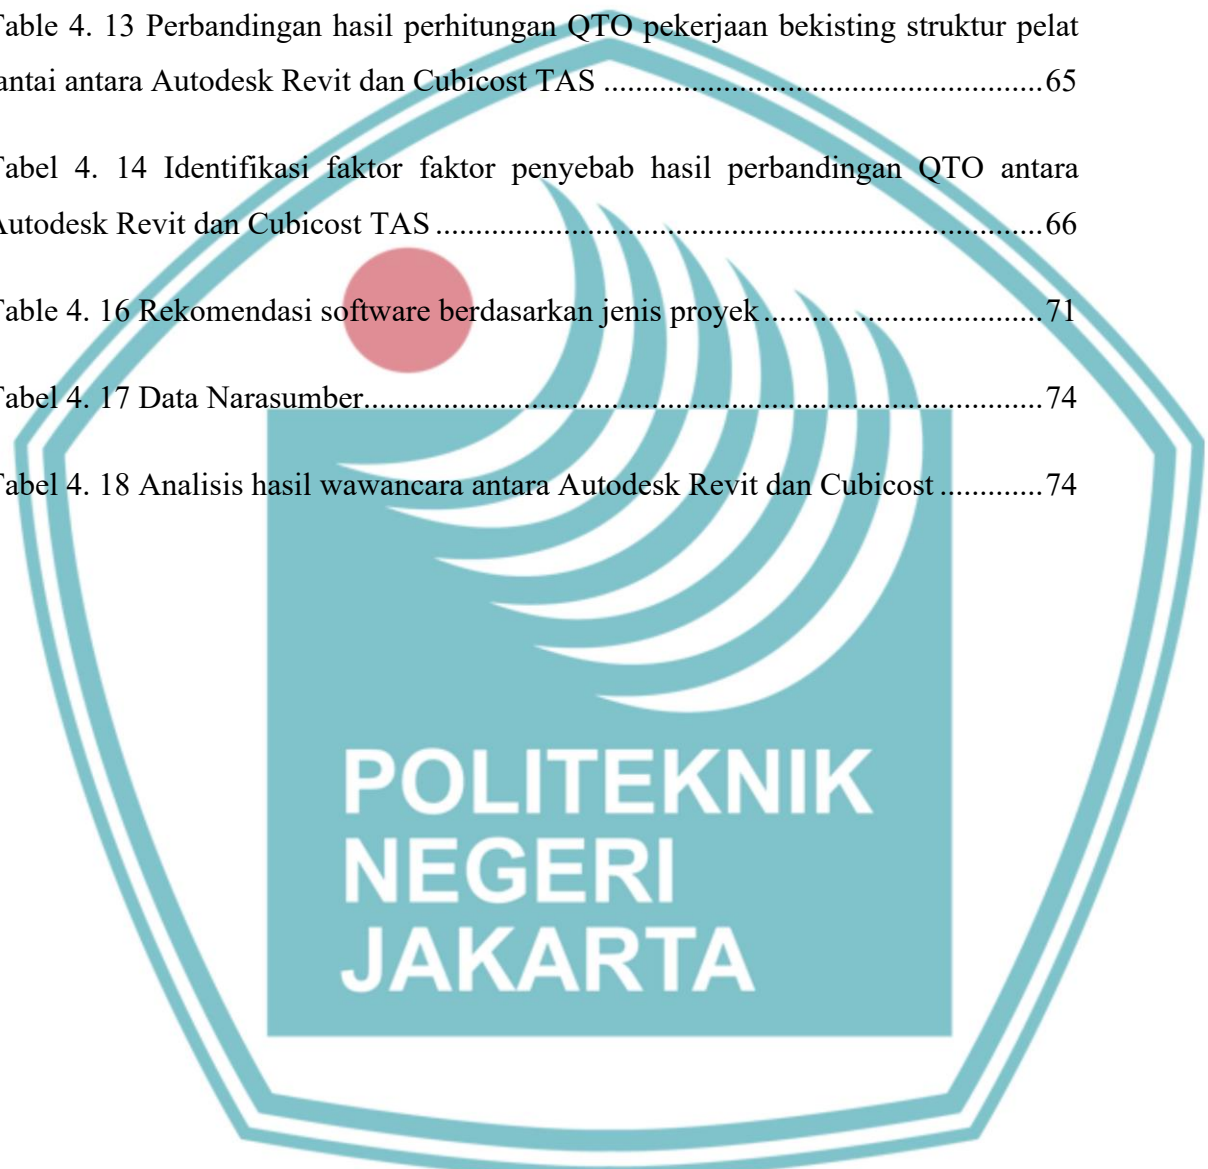 Table 4. 13 Perbandingan hasil perhitungan QTO pekerjaan bekisting struktur pelat
lantai antara Autodesk Revit dan Cubicost TAS ........................................................ 65
Tabel 4. 14 Identifikasi faktor faktor penyebab hasil perbandingan QTO antara
Autodesk Revit dan Cubicost TAS ............................................................................. 66
Table 4. 16 Rekomendasi software berdasarkan jenis proyek ................................... 71
Tabel 4. 17 Data Narasumber...................................................................................... 74
Tabel 4. 18 Analisis hasil wawancara antara Autodesk Revit dan Cubicost ............. 74
POLITEKNIK
NEGERI
JAKARTA